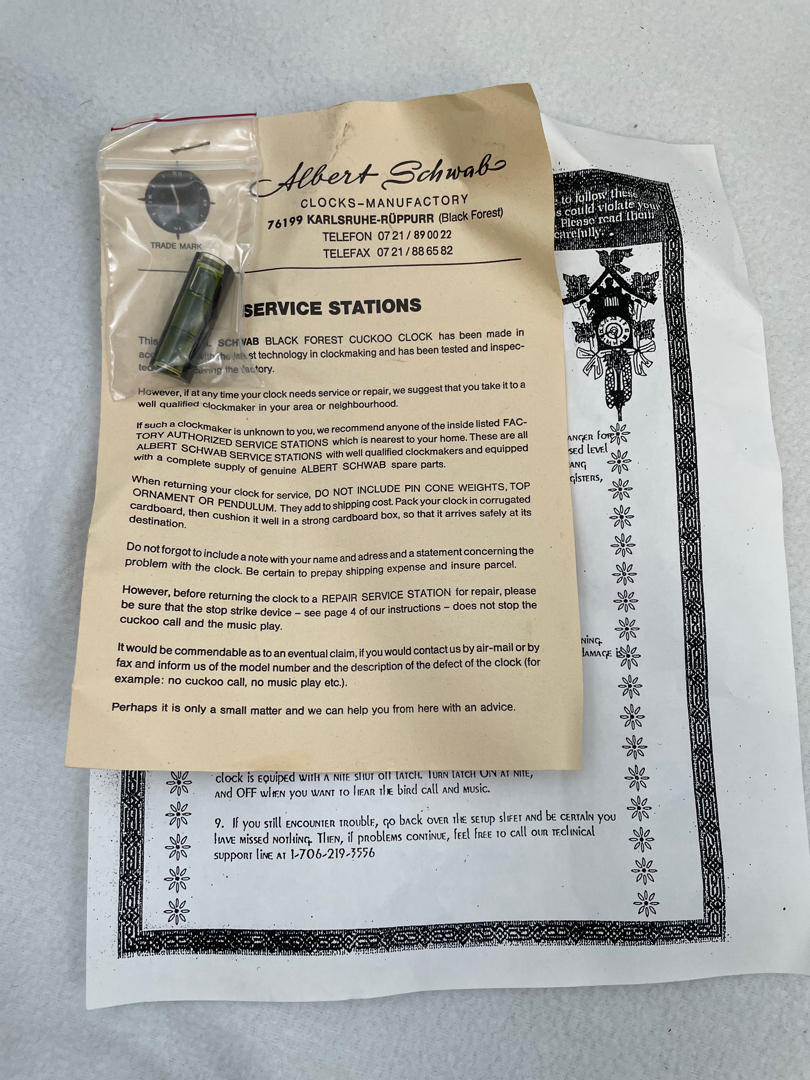 Albert Schwab
CLOCKS-MANUFACTORY
76199 KARLSRUHE-RÜPPURR (Black Forest)
TELEFON 07 21 / 89 00 22
TELEFAX 07 21 / 88 65 82
TRADE MARK
SERVICE STATIONS
This SCHWAB BLACK FOREST CUCKOO CLOCK has been made in
with the latest technology in clockmaking and has been tested and inspec-
leaving the factory.
However, if at any time your clock needs service or repair, we suggest that you take it to a
well qualified clockmaker in your area or neighbourhood.
If such a clockmaker is unknown to you, we recommend anyone of the inside listed FAC-
TORY AUTHORIZED SERVICE STATIONS which is nearest to your home. These are all
ALBERT SCHWAB SERVICE STATIONS with well qualified clockmakers and equipped
with a complete supply of genuine ALBERT SCHWAB spare parts.
When returning your clock for service, DO NOT INCLUDE PIN CONE WEIGHTS, TOP
ORNAMENT OR PENDULUM. They add to shipping cost. Pack your clock in corrugated
cardboard, then cushion it well in a strong cardboard box, so that it arrives safely at its
destination.
Do not forgot to include a note with your name and adress and a statement concerning the
problem with the clock. Be certain to prepay shipping expense and insure parcel.
However, before returning the clock to a REPAIR SERVICE STATION for repair, please
be sure that the stop strike device – see page 4 of our instructions – does not stop the
cuckoo call and the music play.
It would be commendable as to an eventual claim, if you would contact us by air-mail or by
fax and inform us of the model number and the description of the defect of the clock (for
example: no cuckoo call, no music play etc.).
Perhaps it is only a small matter and we can help you from here with an advice.
to follow these
could violate your
Please read them
carefully
ANGER FOR
SED LEVEL
ANG
GISTERS,
NING
DAMAGE
clock is equiped with a nite shut off latch. Turn latch ON at nite,
and OFF when you want to hear the bird call and music.
9. If you still encounter trouble, go back over the setup sheet and be certain you
have missed nothing. Then, if problems continue, feel free to call our technical
support line at 1-706-219-3556